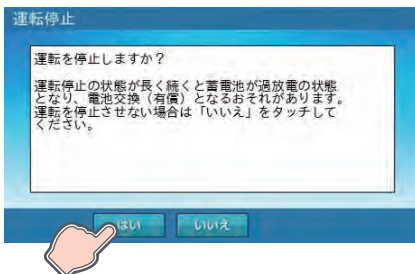 運転停止
運転を停止しますか？
運転停止の状態が長く続くと蓄電池が過放電の状態
となり、電池交換（有償）となるおそれがあります。
運転を停止させない場合は「いいえ」をタッチして
ください。
はい
いいえ